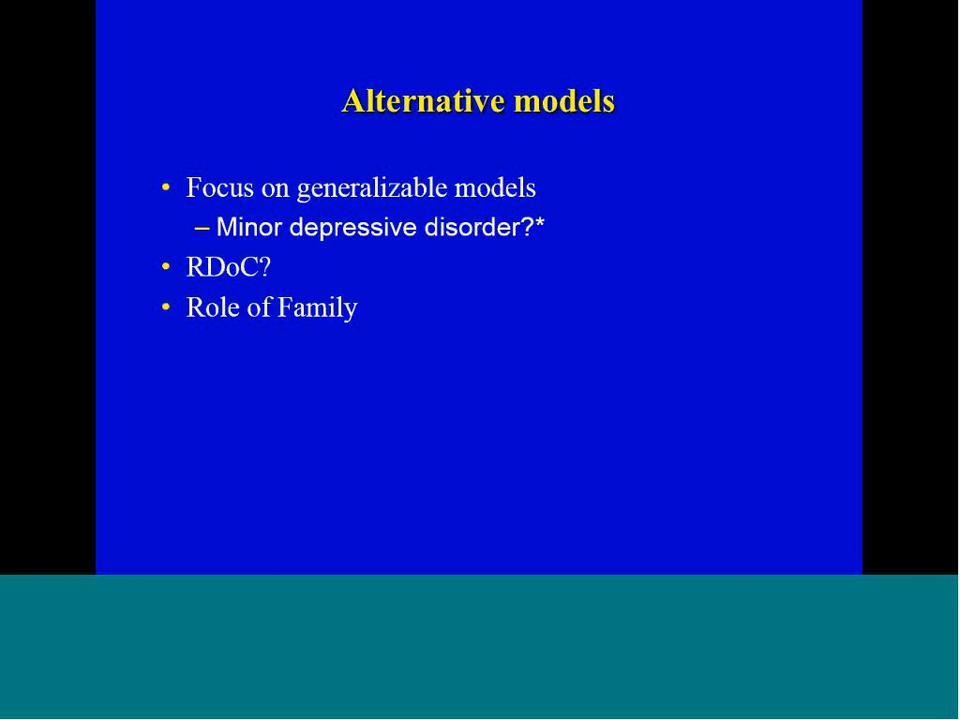 Alternative models
• Focus on generalizable models
– Minor depressive disorder?*
• RDoC?
• Role of Family